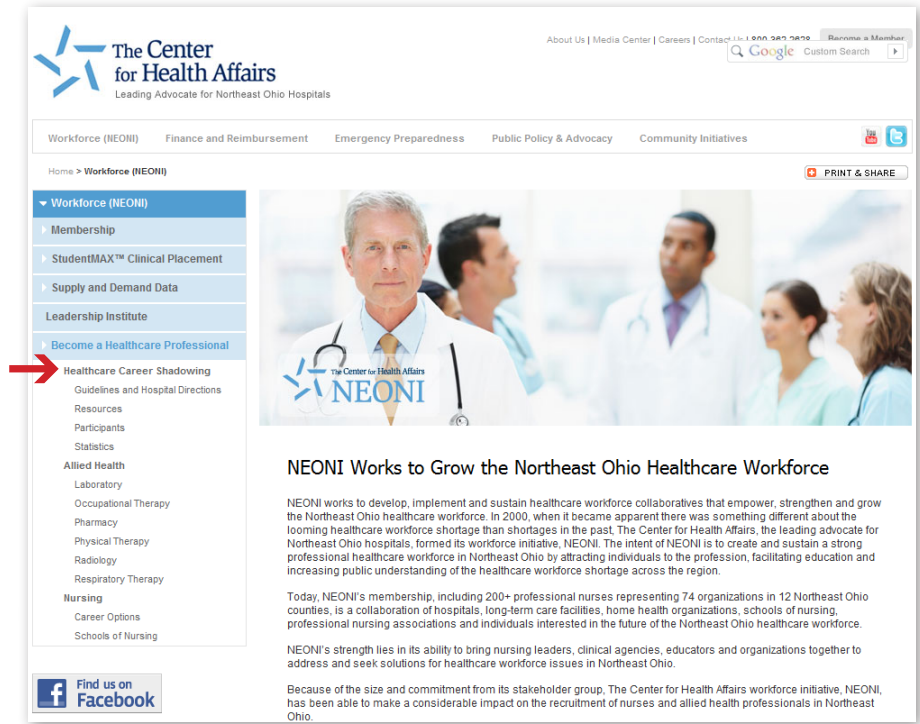 The Center
for Health Affairs
Leading Advocate for Northeast Ohio Hospitals
About Us | Media Center | Careers | Contact Us | 800.362.2628 Become a Member
Google Custom Search
Workforce (NEONI) Finance and Reimbursement Emergency Preparedness Public Policy & Advocacy Community Initiatives You Tube
Home > Workforce (NEONI)
PRINT & SHARE
Workforce (NEONI)
Membership
StudentMAX™ Clinical Placement
Supply and Demand Data
Leadership Institute
Become a Healthcare Professional
Healthcare Career Shadowing
Guidelines and Hospital Directions
Resources
Participants
Statistics
Allied Health
Laboratory
Occupational Therapy
Pharmacy
Physical Therapy
Radiology
Respiratory Therapy
Nursing
Career Options
Schools of Nursing
Find us on
Facebook
The Center for Health Affairs
NEONI
NEONI Works to Grow the Northeast Ohio Healthcare Workforce
NEONI works to develop, implement and sustain healthcare workforce collaboratives that empower, strengthen and grow
the Northeast Ohio healthcare workforce. In 2000, when it became apparent there was something different about the
looming healthcare workforce shortage than shortages in the past, The Center for Health Affairs, the leading advocate for
Northeast Ohio hospitals, formed its workforce initiative, NEONI. The intent of NEONI is to create and sustain a strong
professional healthcare workforce in Northeast Ohio by attracting individuals to the profession, facilitating education and
increasing public understanding of the healthcare workforce shortage across the region.
Today, NEONI's membership, including 200+ professional nurses representing 74 organizations in 12 Northeast Ohio
counties, is a collaboration of hospitals, long-term care facilities, home health organizations, schools of nursing,
professional nursing associations and individuals interested in the future of the Northeast Ohio healthcare workforce.
NEONI's strength lies in its ability to bring nursing leaders, clinical agencies, educators and organizations together to
address and seek solutions for healthcare workforce issues in Northeast Ohio.
Because of the size and commitment from its stakeholder group, The Center for Health Affairs workforce initiative, NEONI,
has been able to make a considerable impact on the recruitment of nurses and allied health professionals in Northeast
Ohio.